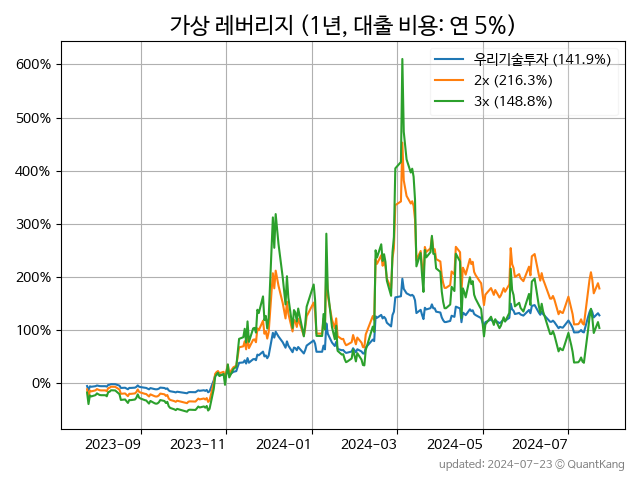 가상 레버리지 (1년, 대출 비용: 연 5%)
우리기술투자 (141.9%)
2x (216.3%)
3x (148.8%)
600%
500%
400%
300%
200%
100%
0%
2023-09
2023-11
2024-01
2024-03
2024-05
2024-07
updated: 2024-07-23 © QuantKang